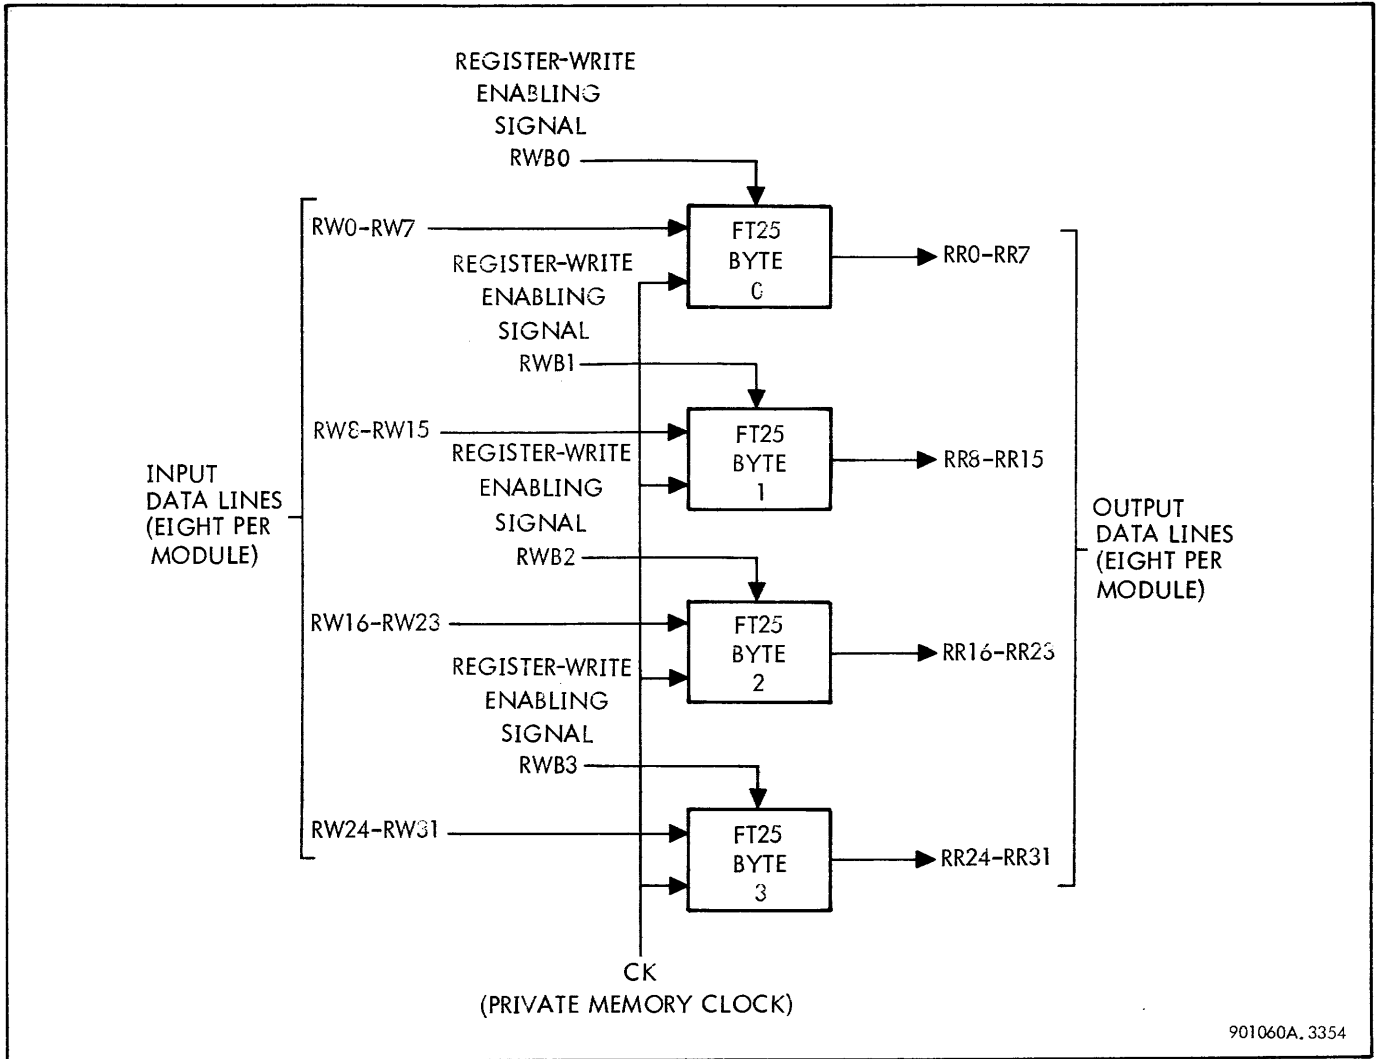 REGISTER-WRITE
ENABLING
SIGNAL
RWB0
RW0-RW7
FT25
BYTE
0
RR0-RR7
REGISTER-WRITE
ENABLING
SIGNAL
RWB1
RW8-RW15
FT25
BYTE
1
RR8-RR15
REGISTER-WRITE
ENABLING
SIGNAL
RWB2
INPUT
DATA LINES
(EIGHT PER
MODULE)
OUTPUT
DATA LINES
(EIGHT PER
MODULE)
RW16-RW23
FT25
BYTE
2
RR16-RR23
REGISTER-WRITE
ENABLING
SIGNAL
RWB3
RW24-RW31
FT25
BYTE
3
RR24-RR31
CK
(PRIVATE MEMORY CLOCK)
901060A.3354